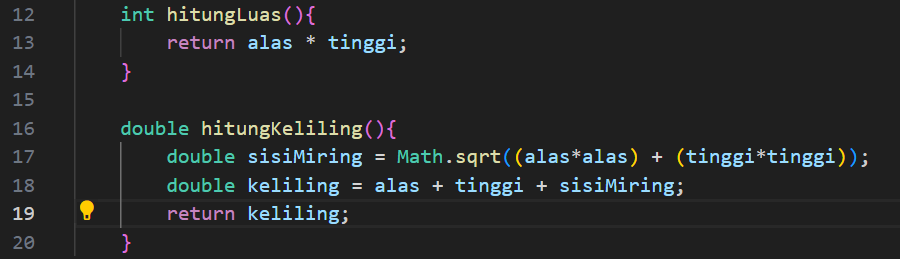 12 int hitungLuas(){
13 return alas * tinggi;
14 }
15
16 double hitungKeliling(){
17 double sisiMiring = Math.sqrt((alas*alas) + (tinggi*tinggi));
18 double keliling = alas + tinggi + sisiMiring;
19 return keliling;
20 }